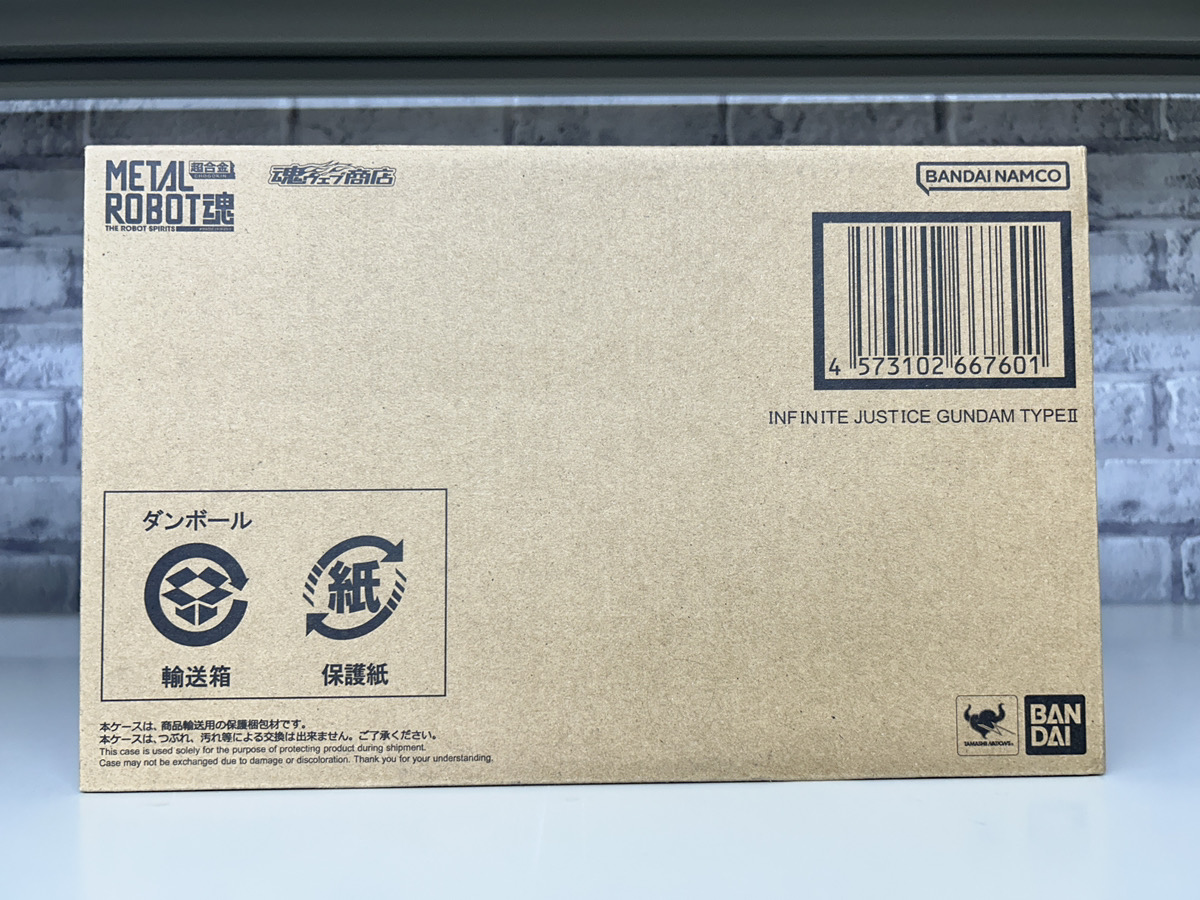 METAL 超合金
CHOGOKIN
ROBOT魂
THE ROBOT SPIRITS
魂ウェブ商店
BANDAI NAMCO
4 573102 667601
INFINITE JUSTICE GUNDAM TYPEⅡ
ダンボール
紙
輸送箱
保護紙
本ケースは、商品輸送用の保護梱包材です。
本ケースは、つぶれ、汚れ等による交換は出来ません。ご了承ください。
This case is used solely for the purpose of protecting product during shipment.
Case may not be exchanged due to damage or discoloration. Thank you for your understanding.
TAMASHII NATIONS
BAN
DAI